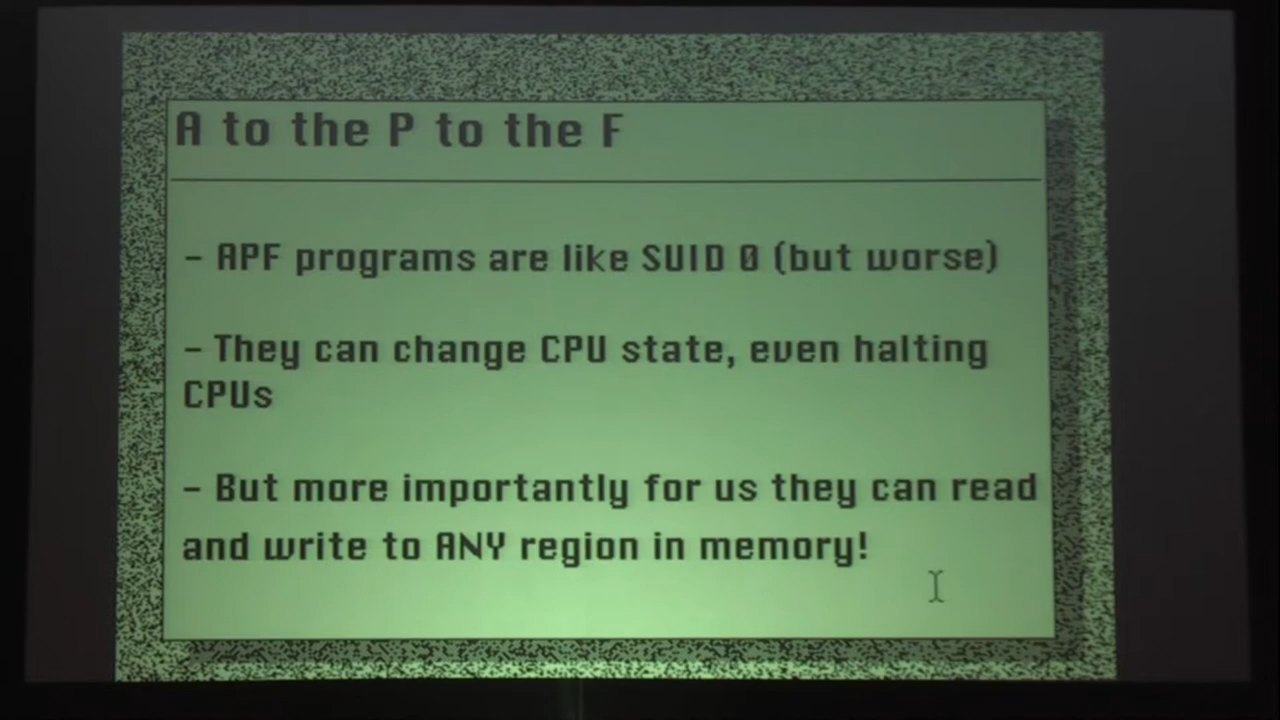 A to the P to the F
- APF programs are like SUID 0 (but worse)
- They can change CPU state, even halting
CPUs
- But more importantly for us they can read
and write to ANY region in memory!